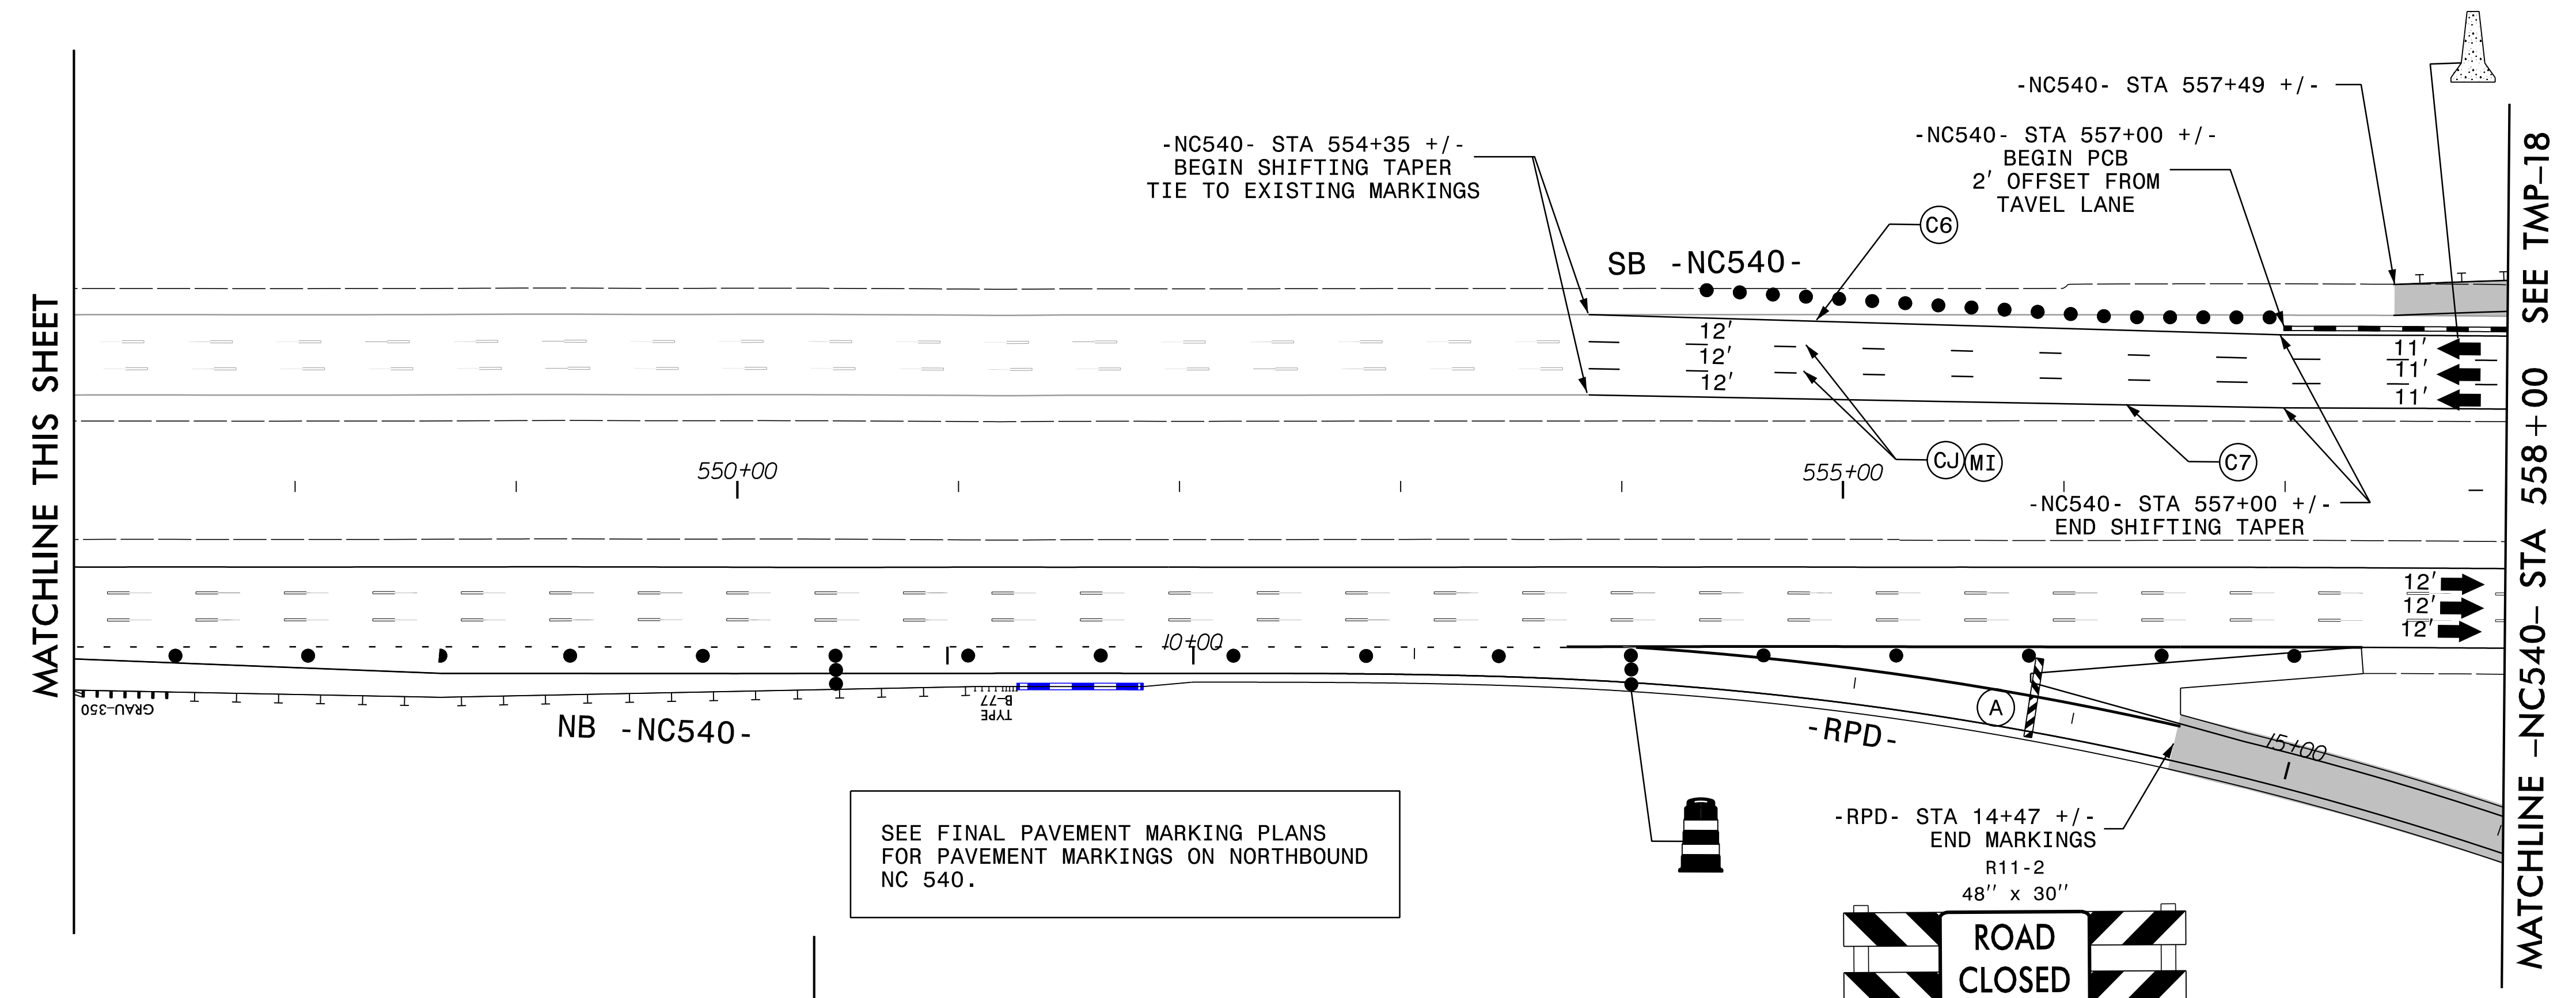 MATCHLINE THIS SHEET
-NC540- STA 554+35 +/-
BEGIN SHIFTING TAPER
TIE TO EXISTING MARKINGS
-NC540- STA 557+49 +/-
-NC540- STA 557+00 +/-
BEGIN PCB
2' OFFSET FROM
TAVEL LANE
C6
SB -NC540-
12'
12'
12'
11'
11'
11'
CJ
MI
C7
550+00
555+00
-NC540- STA 557+00 +/-
END SHIFTING TAPER
12'
12'
12'
10+00
GRAU-350
TYPE
B-77
NB -NC540-
A
-RPD-
15+00
-RPD- STA 14+47 +/-
END MARKINGS
R11-2
48" x 30"
ROAD
CLOSED
SEE FINAL PAVEMENT MARKING PLANS
FOR PAVEMENT MARKINGS ON NORTHBOUND
NC 540.
MATCHLINE -NC540- STA 558+00 SEE TMP-18